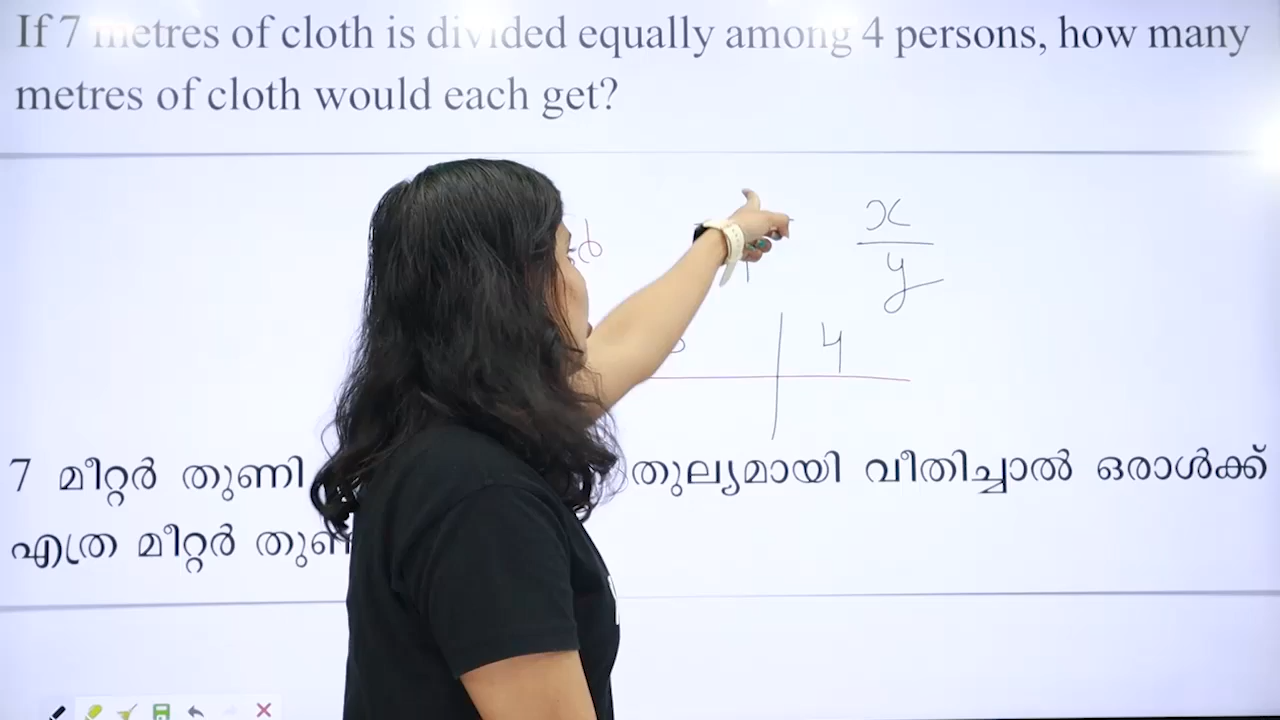 If 7 metres of cloth is divided equally among 4 persons, how many
metres of cloth would each get?
x
y
4
7 മീറ്റർ തുണി തുല്യമായി വീതിച്ചാൽ ഒരാൾക്ക്
എത്ര മീറ്റർ